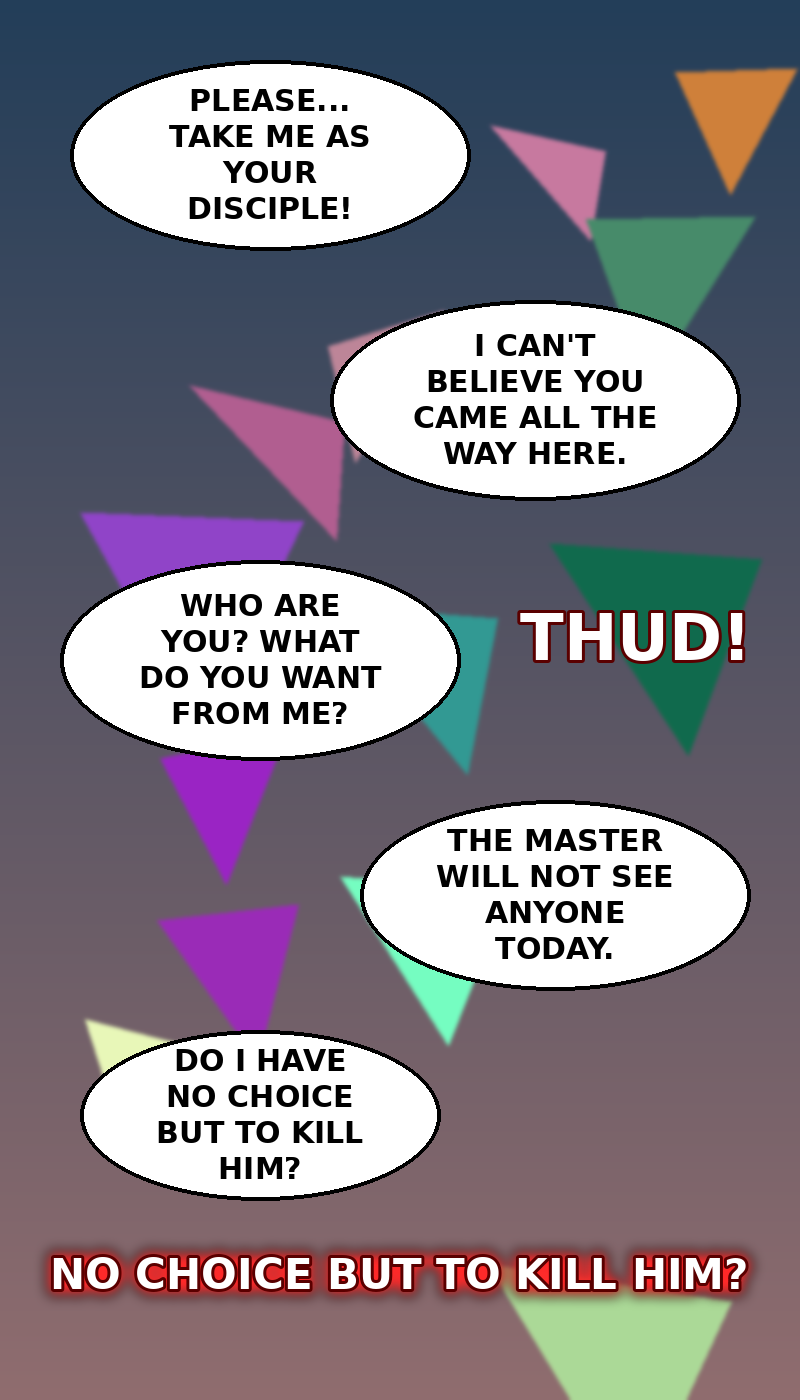 PLEASE...
TAKE ME AS
YOUR
DISCIPLE!
I CAN'T
BELIEVE YOU
CAME ALL THE
WAY HERE.
WHO ARE
YOU? WHAT
DO YOU WANT
FROM ME?
THUD!
THE MASTER
WILL NOT SEE
ANYONE
TODAY.
DO I HAVE
NO CHOICE
BUT TO KILL
HIM?
NO CHOICE BUT TO KILL HIM?